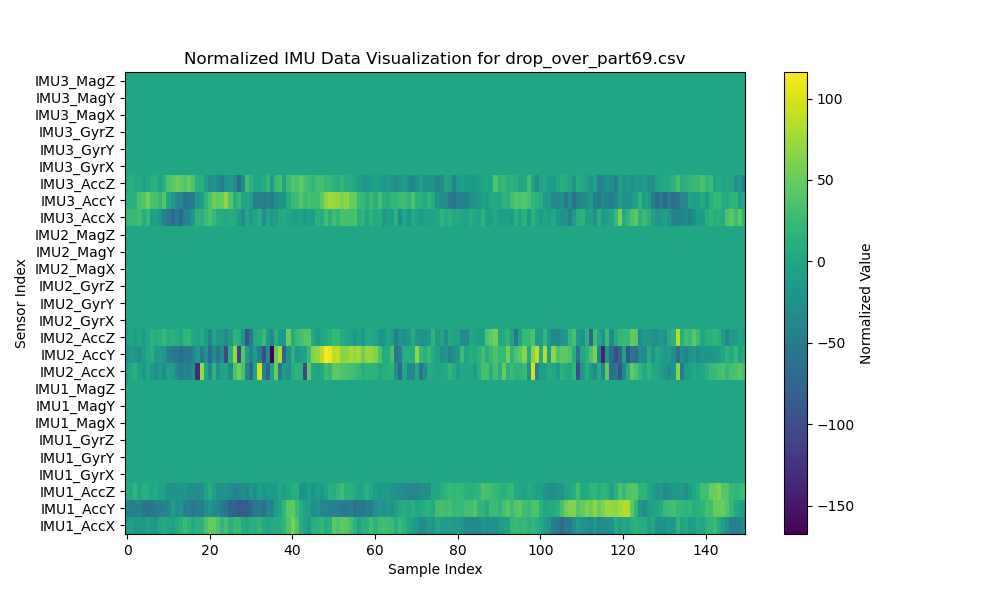 Normalized IMU Data Visualization for drop_over_part69.csv
IMU3_MagZ
IMU3_MagY
IMU3_MagX
IMU3_GyrZ
IMU3_GyrY
IMU3_GyrX
IMU3_AccZ
IMU3_AccY
IMU3_AccX
IMU2_MagZ
IMU2_MagY
IMU2_MagX
IMU2_GyrZ
IMU2_GyrY
IMU2_GyrX
IMU2_AccZ
IMU2_AccY
IMU2_AccX
IMU1_MagZ
IMU1_MagY
IMU1_MagX
IMU1_GyrZ
IMU1_GyrY
IMU1_GyrX
IMU1_AccZ
IMU1_AccY
IMU1_AccX
Sensor Index
0 20 40 60 80 100 120 140
Sample Index
100
50
0
−50
−100
−150
Normalized Value